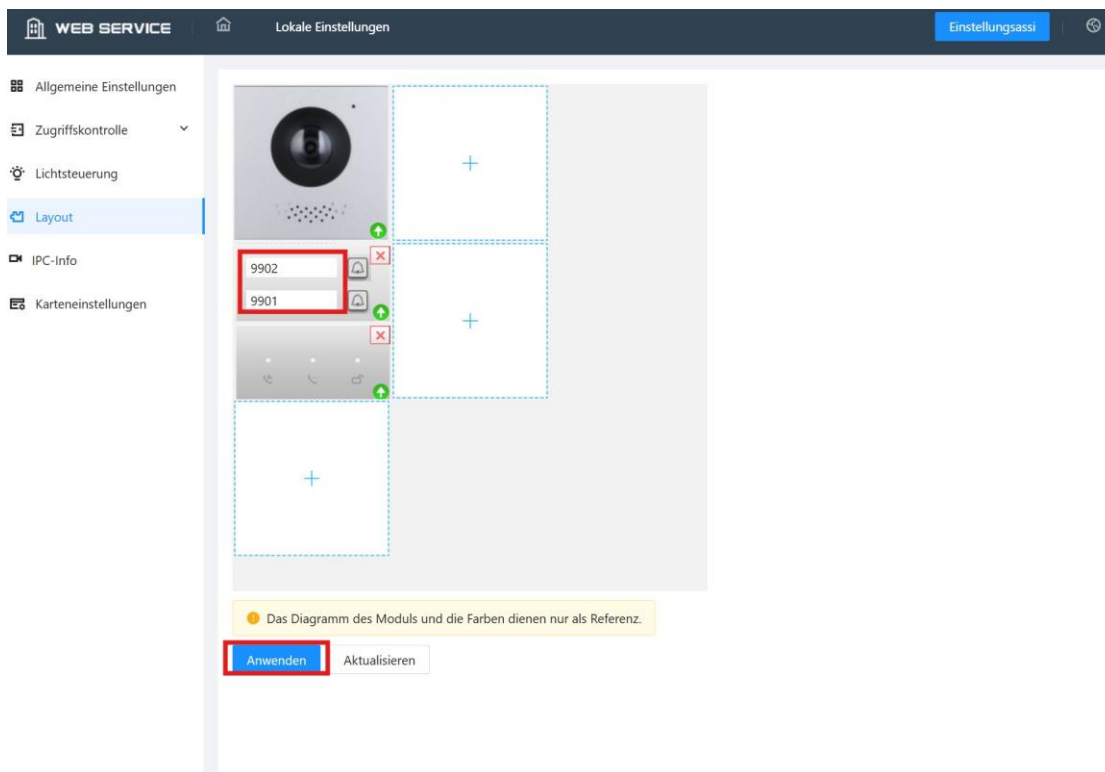 WEB SERVICE
Lokale Einstellungen
Einstellungsassi
Allgemeine Einstellungen
Zugriffskontrolle
Lichtsteuerung
Layout
IPC-Info
Karteneinstellungen
9902
9901
Das Diagramm des Moduls und die Farben dienen nur als Referenz.
Anwenden
Aktualisieren